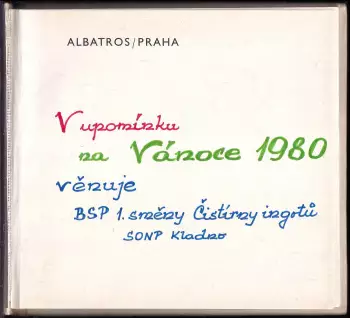 ALBATROS/PRAHA
V upomínku
na Vánoce 1980
věnuje
BSP 1. směny Čistírny ingotů
SONP Kladno